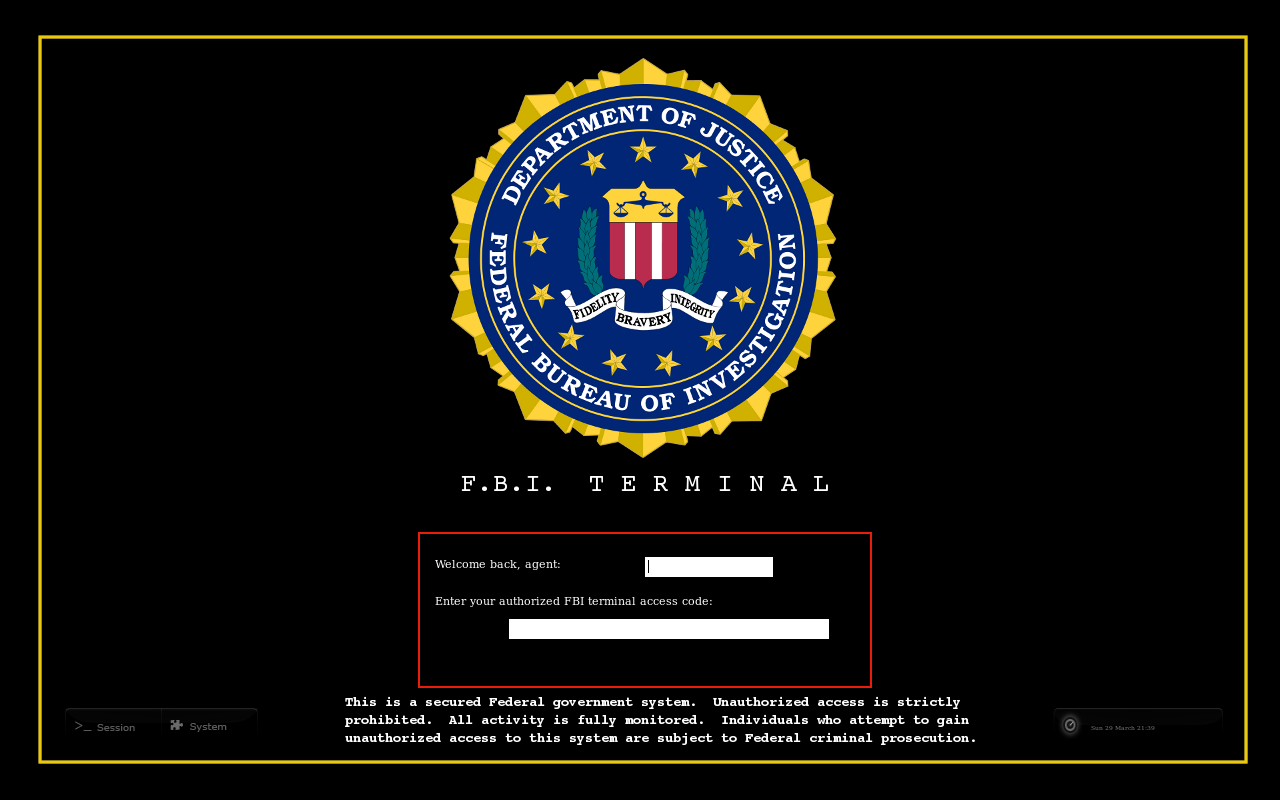 DEPARTMENT OF JUSTICE
FEDERAL BUREAU OF INVESTIGATION
FIDELITY BRAVERY INTEGRITY
F.B.I. TERMINAL
Welcome back, agent:
Enter your authorized FBI terminal access code:
This is a secured Federal government system. Unauthorized access is strictly
prohibited. All activity is fully monitored. Individuals who attempt to gain
unauthorized access to this system are subject to Federal criminal prosecution.
>_ Session System
Sun 29 March 21:39